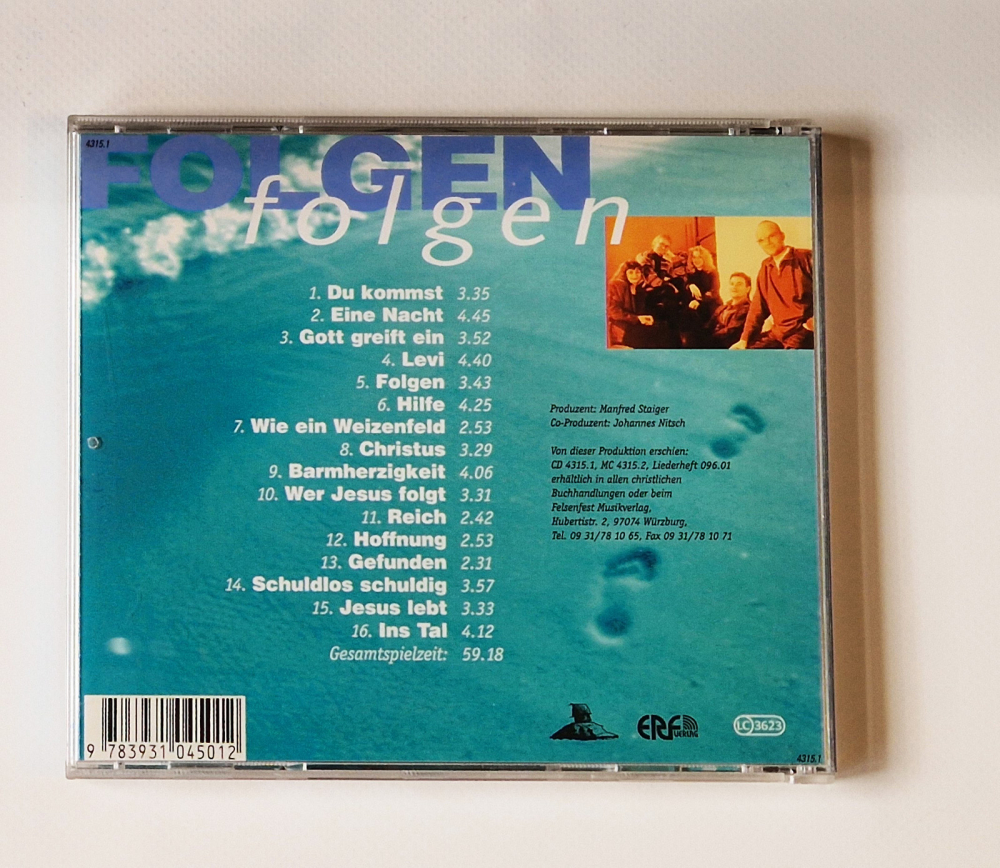 4315.1
FOLGEN
folgen
1. Du kommst 3.35
2. Eine Nacht 4.45
3. Gott greift ein 3.52
4. Levi 4.40
5. Folgen 3.43
6. Hilfe 4.25
7. Wie ein Weizenfeld 2.53
8. Christus 3.29
9. Barmherzigkeit 4.06
10. Wer Jesus folgt 3.31
11. Reich 2.42
12. Hoffnung 2.53
13. Gefunden 2.31
14. Schuldlos schuldig 3.57
15. Jesus lebt 3.33
16. Ins Tal 4.12
Gesamtspielzeit: 59.18
Produzent: Manfred Staiger
Co-Produzent: Johannes Nitsch
Von dieser Produktion erschien:
CD 4315.1, MC 4315.2, Liederheft 096.01
erhältlich in allen christlichen
Buchhandlungen oder beim
Felsenfest Musikverlag,
Hubertistr. 2, 97074 Würzburg,
Tel. 09 31/78 10 65, Fax 09 31/78 10 71
9 783931 045012
ERF VERLAG
LC 3623
4315.1